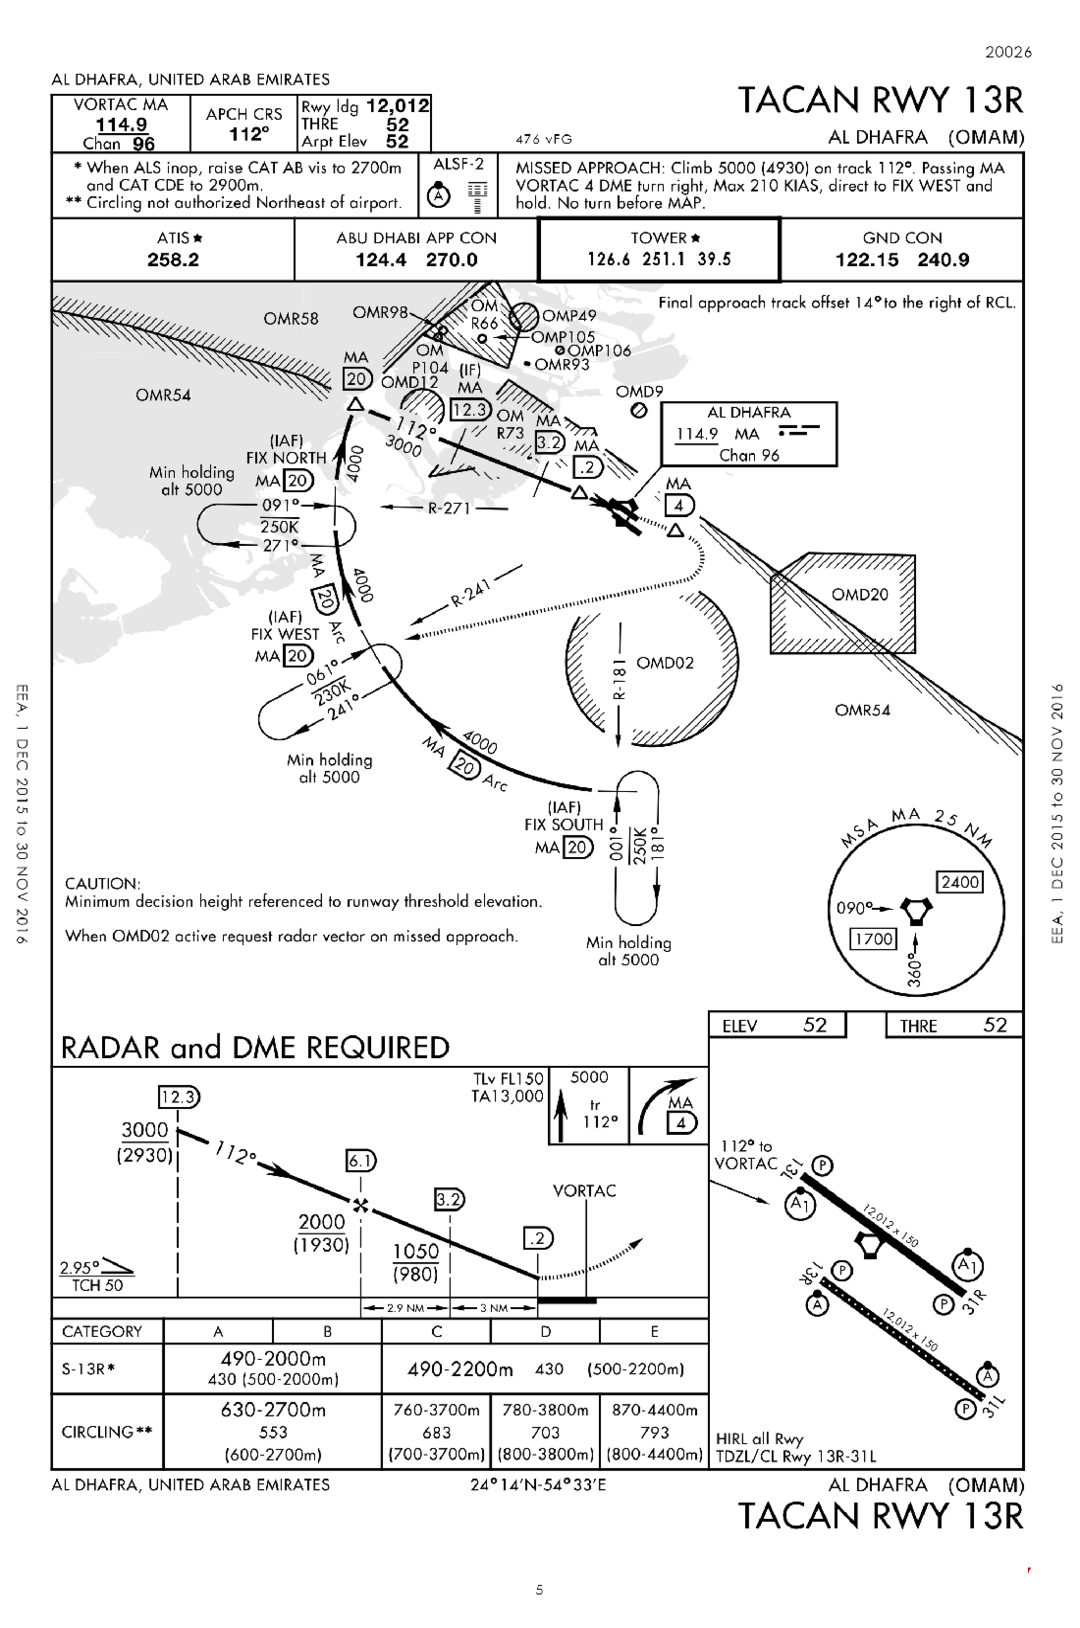 20026
AL DHAFRA, UNITED ARAB EMIRATES
TACAN RWY 13R
AL DHAFRA (OMAM)
VORTAC MA
114.9
Chan 96
APCH CRS
112°
Rwy ldg 12,012
THRE 52
Arpt Elev 52
476 vFG
* When ALS inop, raise CAT AB vis to 2700m
and CAT CDE to 2900m.
** Circling not authorized Northeast of airport.
ALSF-2
A
MISSED APPROACH: Climb 5000 (4930) on track 112°. Passing MA
VORTAC 4 DME turn right, Max 210 KIAS, direct to FIX WEST and
hold. No turn before MAP.
ATIS★
258.2
ABU DHABI APP CON
124.4 270.0
TOWER★
126.6 251.1 39.5
GND CON
122.15 240.9
Final approach track offset 14° to the right of RCL.
OMR58
OMR98
OM
R66
OMP49
OMP105
OMP106
OMR93
OM
P104
OMD12
OMR54
MA
20
(IF)
MA
12.3
OM
R73
MA
3.2
MA
.2
OMD9
AL DHAFRA
114.9 MA
Chan 96
112°
3000
MA
4
(IAF)
FIX NORTH
MA 20
4000
Min holding
alt 5000
091°
250K
271°
R-271
MA 20 Arc
4000
R-241
(IAF)
FIX WEST
MA 20
061°
230K
241°
Min holding
alt 5000
R-181
OMD02
OMD20
OMR54
4000
MA 20 Arc
(IAF)
FIX SOUTH
MA 20
001°
250K
181°
Min holding
alt 5000
MSA MA 25 NM
2400
090°
1700
360°
CAUTION:
Minimum decision height referenced to runway threshold elevation.
When OMD02 active request radar vector on missed approach.
EEA, 1 DEC 2015 to 30 NOV 2016
EEA, 1 DEC 2015 to 30 NOV 2016
RADAR and DME REQUIRED
ELEV 52
THRE 52
TLv FL150
TA13,000
5000
tr
112°
MA
4
12.3
3000
(2930)
112°
6.1
2000
(1930)
3.2
1050
(980)
.2
VORTAC
2.95°
TCH 50
2.9 NM
3 NM
112° to
VORTAC
13L
P
A1
12,012 x 150
A1
P
31R
13R
P
A
12,012 x 150
A
P
31L
HIRL all Rwy
TDZL/CL Rwy 13R-31L
CATEGORY A B C D E
S-13R*
490-2000m
430 (500-2000m)
490-2200m 430 (500-2200m)
CIRCLING**
630-2700m
553
(600-2700m)
760-3700m
683
(700-3700m)
780-3800m
703
(800-3800m)
870-4400m
793
(800-4400m)
AL DHAFRA, UNITED ARAB EMIRATES
24°14'N-54°33'E
AL DHAFRA (OMAM)
TACAN RWY 13R
5